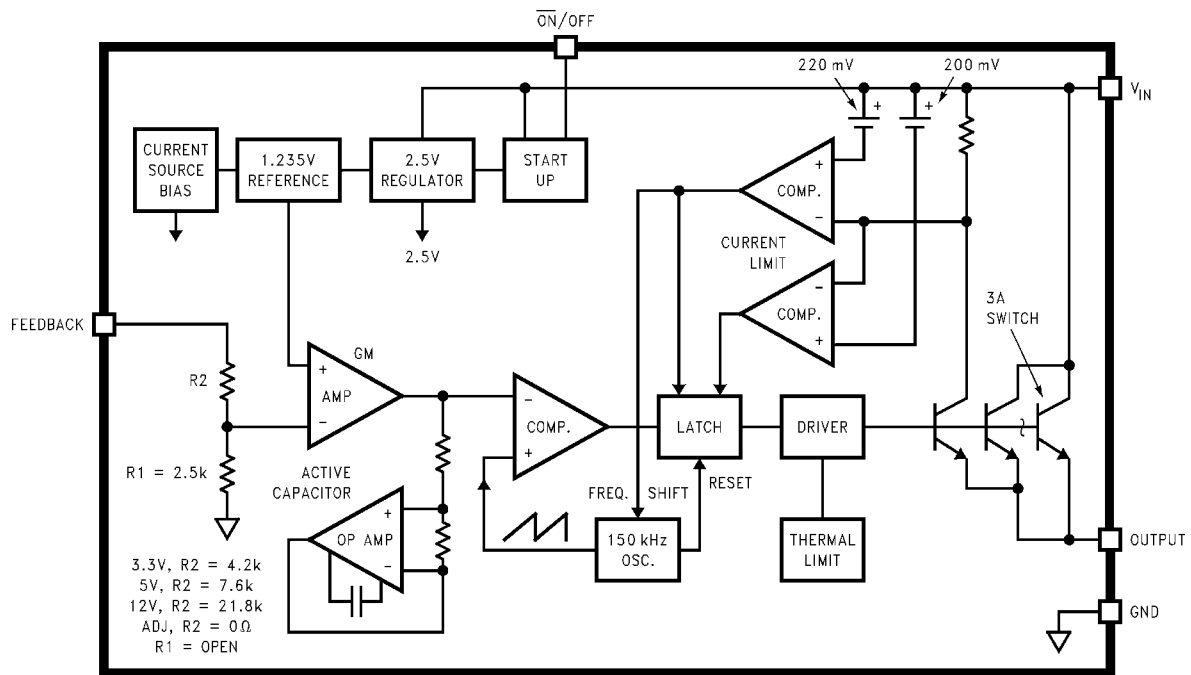 ON/OFF
220 mV
200 mV
VIN
CURRENT
SOURCE
BIAS
1.235V
REFERENCE
2.5V
REGULATOR
START
UP
+
+
+
COMP.
−
2.5V
CURRENT
LIMIT
−
COMP.
+
3A
SWITCH
FEEDBACK
GM
R2
+
AMP
−
−
COMP.
+
LATCH
DRIVER
R1 = 2.5k
ACTIVE
CAPACITOR
FREQ. SHIFT
RESET
+
OP AMP
−
150 kHz
OSC.
THERMAL
LIMIT
OUTPUT
3.3V, R2 = 4.2k
5V, R2 = 7.6k
12V, R2 = 21.8k
ADJ, R2 = 0Ω
R1 = OPEN
GND